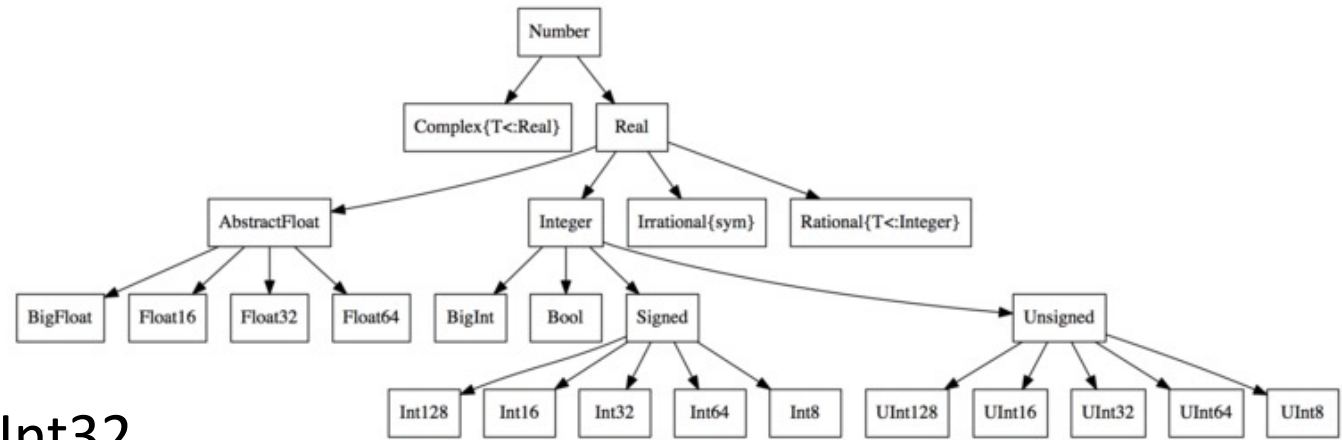 Number
Complex{T<:Real} Real
AbstractFloat Integer Irrational{sym} Rational{T<:Integer}
BigFloat Float16 Float32 Float64 BigInt Bool Signed Unsigned
Int128 Int16 Int32 Int64 Int8 UInt128 UInt16 UInt32 UInt64 UInt8
Int32